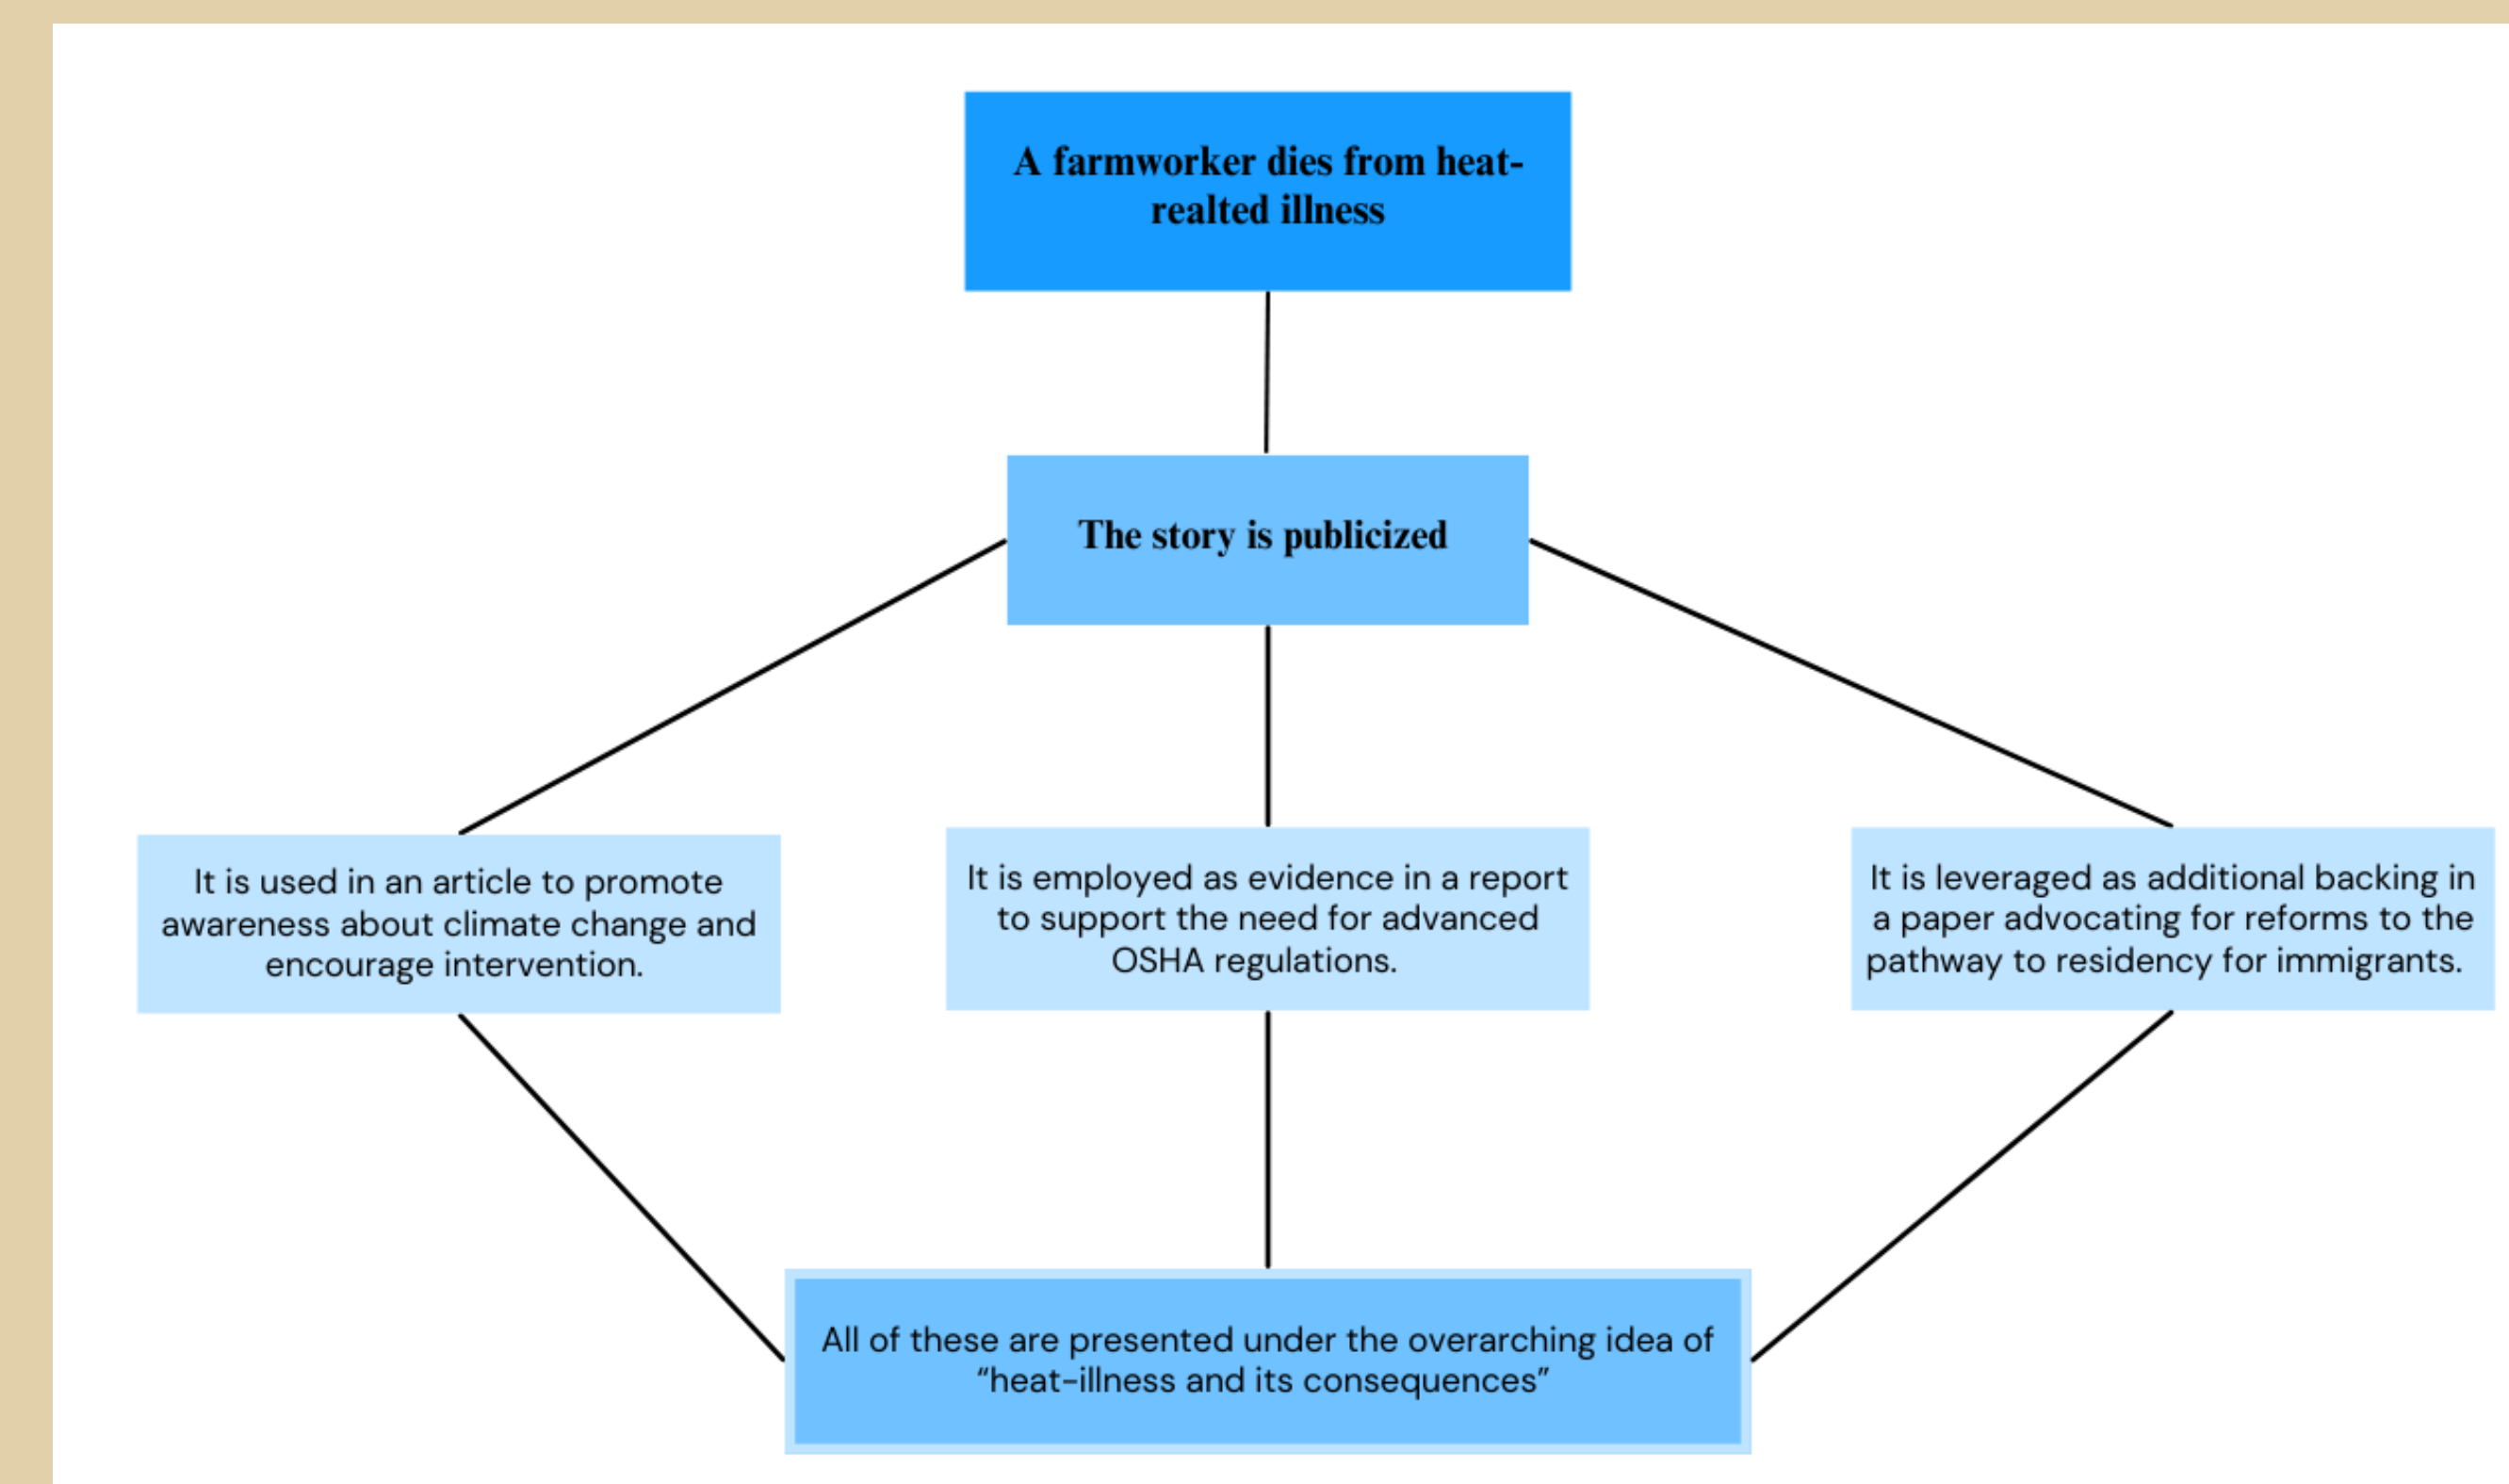 A farmworker dies from heat-
realted illness
The story is publicized
It is used in an article to promote
awareness about climate change and
encourage intervention.
It is employed as evidence in a report
to support the need for advanced
OSHA regulations.
It is leveraged as additional backing in
a paper advocating for reforms to the
pathway to residency for immigrants.
All of these are presented under the overarching idea of
“heat-illness and its consequences”